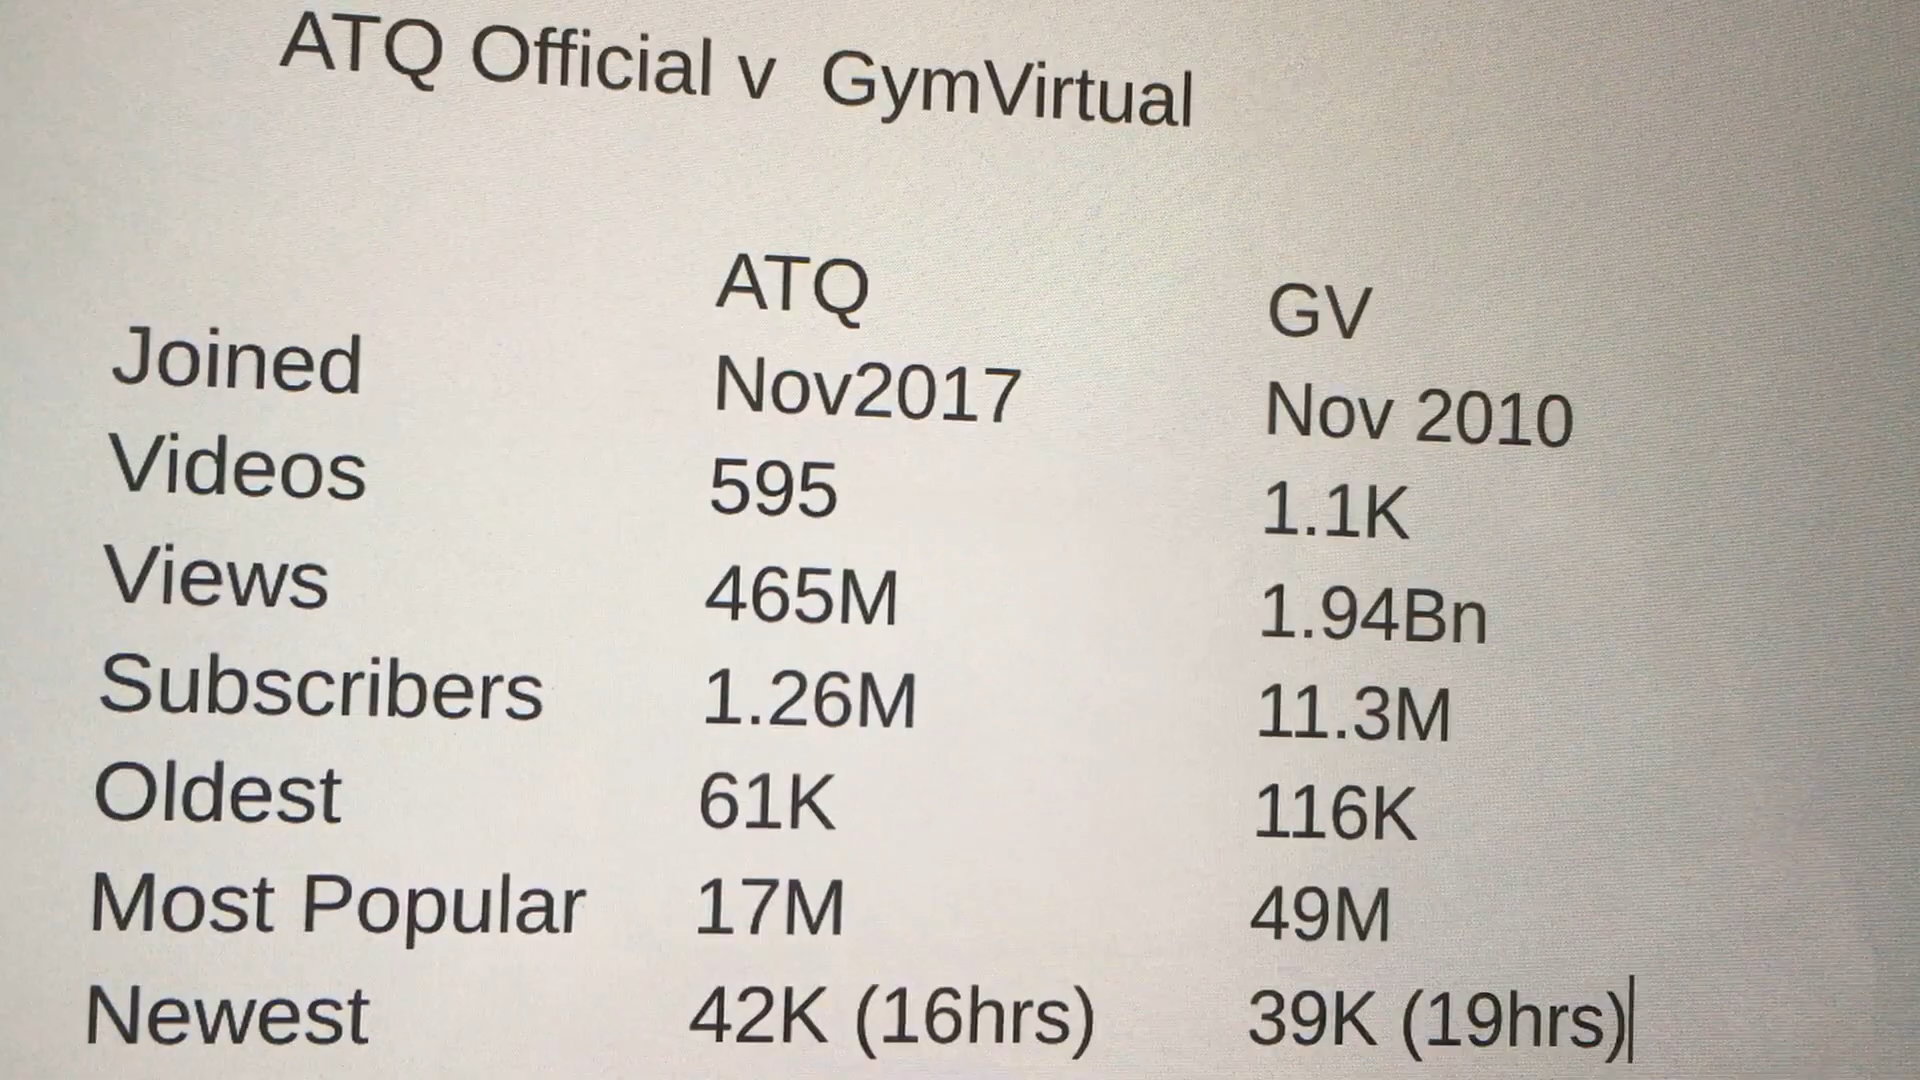 ATQ Official v GymVirtual
ATQ GV
Joined Nov2017 Nov 2010
Videos 595 1.1K
Views 465M 1.94Bn
Subscribers 1.26M 11.3M
Oldest 61K 116K
Most Popular 17M 49M
Newest 42K (16hrs) 39K (19hrs)